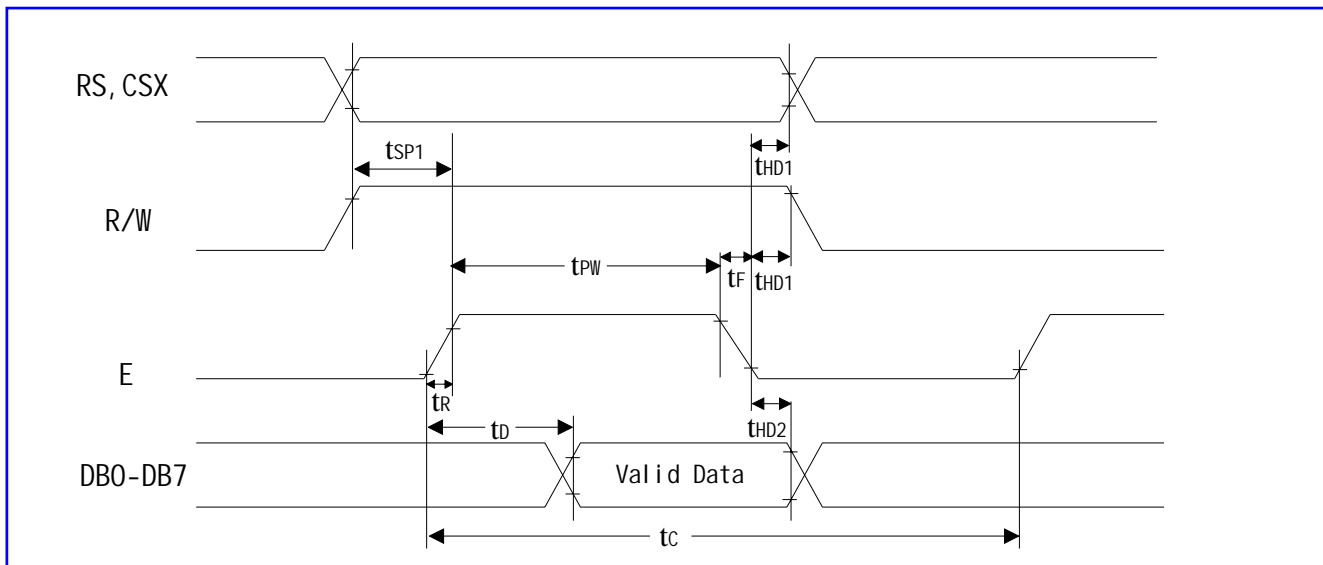 RS, CSX
tSP1
tHD1
R/W
tPW
tF
tHD1
E
tR
tD
tHD2
DB0-DB7
Valid Data
tC